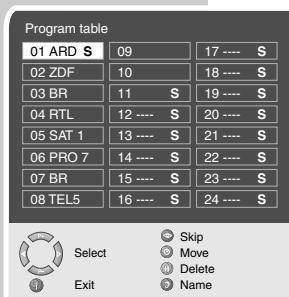 Program table
01 ARD S 09 17 ---- S
02 ZDF 10 18 ---- S
03 BR 11 S 19 ---- S
04 RTL 12 ---- S 20 ---- S
05 SAT 1 13 ---- S 21 ---- S
06 PRO 7 14 ---- S 22 ---- S
07 BR 15 ---- S 23 ---- S
08 TEL5 16 ---- S 24 ---- S
Select
Exit
Skip
Move
Delete
Name